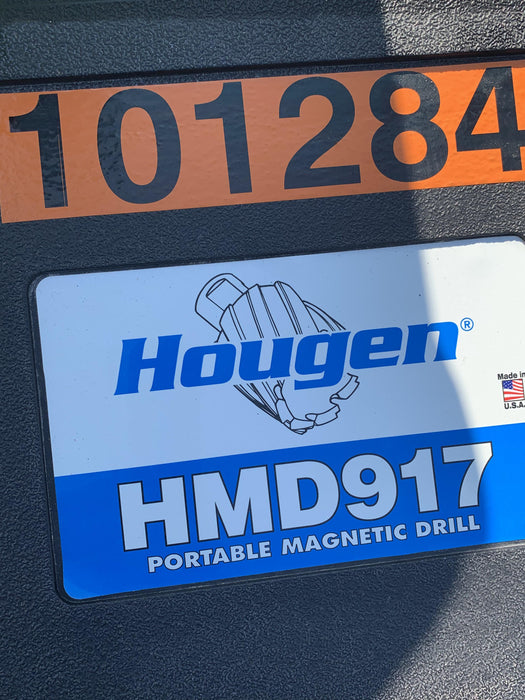 101284
Hougen®
Made in
U.S.A.
HMD917
PORTABLE MAGNETIC DRILL